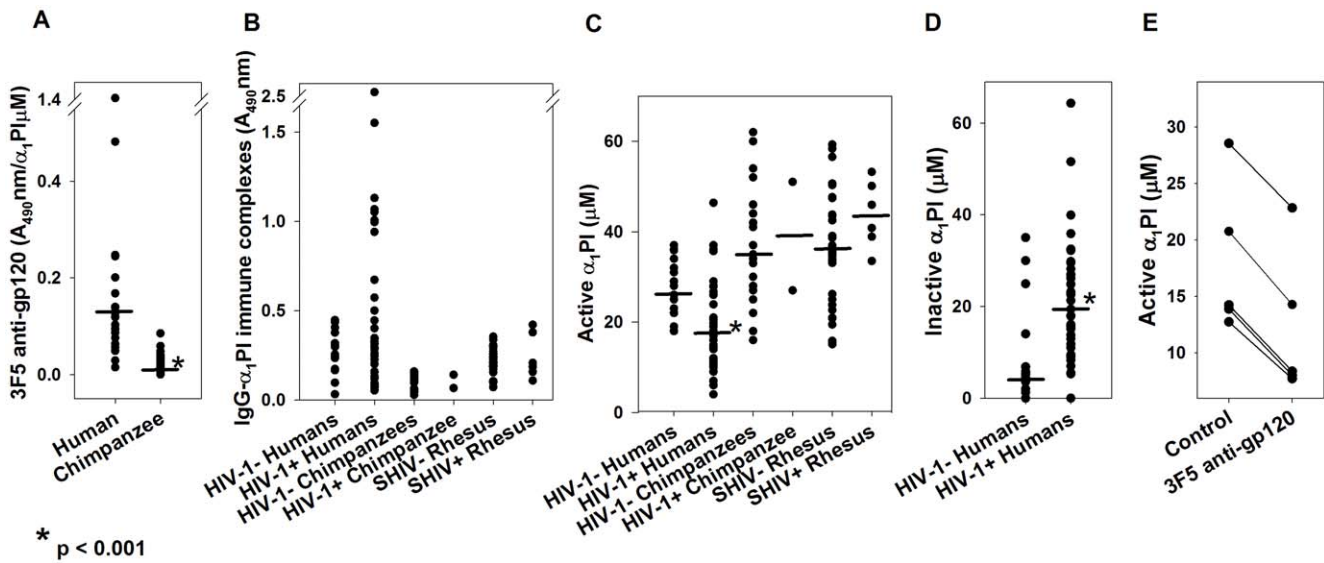 A
B
C
D
E
3F5 anti-gp120 (A490nm/α1PIμM)
1.4
0.4
0.2
0.0
Human
Chimpanzee
* 
IgG-α1PI immune complexes (A490nm)
2.5
1.5
1.0
0.5
0.0
HIV-1- Humans
HIV-1+ Humans
HIV-1- Chimpanzees
HIV-1+ Chimpanzee
SHIV- Rhesus
SHIV+ Rhesus
Active α1PI (μM)
60
40
20
0
*
HIV-1- Humans
HIV-1+ Humans
HIV-1- Chimpanzees
HIV-1+ Chimpanzee
SHIV- Rhesus
SHIV+ Rhesus
Inactive α1PI (μM)
60
40
20
0
*
HIV-1- Humans
HIV-1+ Humans
Active α1PI (μM)
30
25
20
15
10
Control
3F5 anti-gp120
* p < 0.001